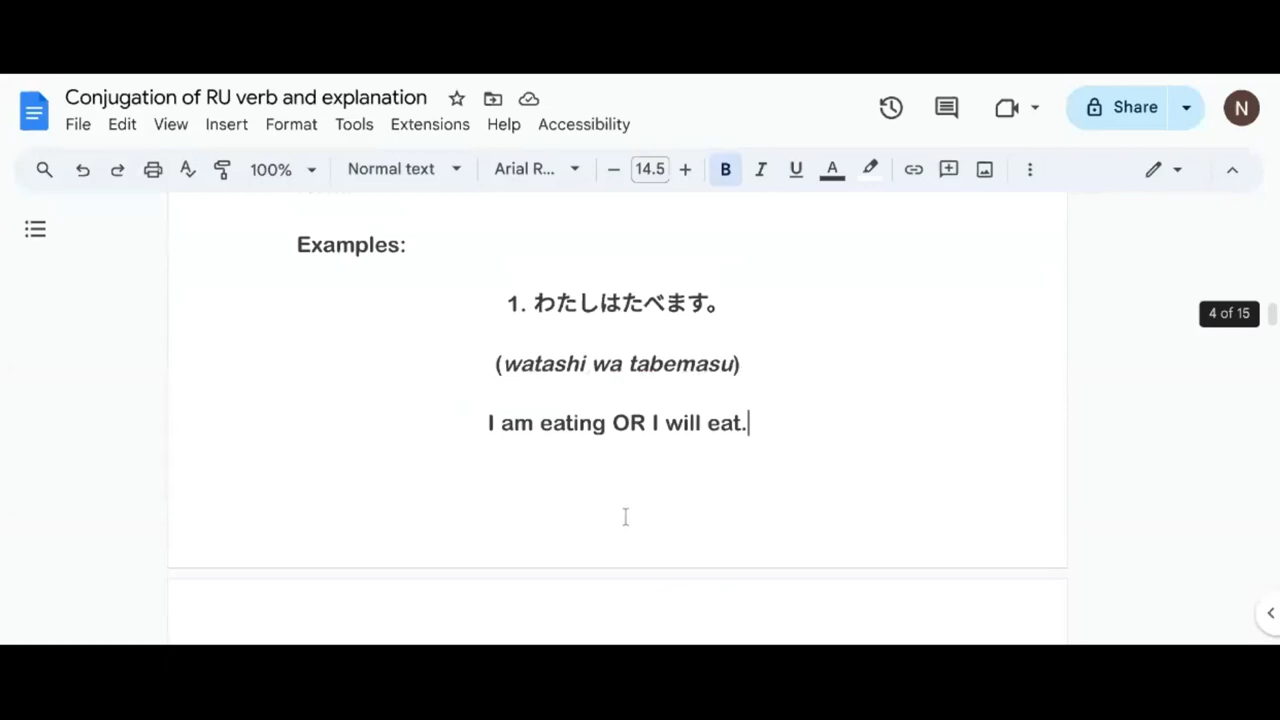 Conjugation of RU verb and explanation
File Edit View Insert Format Tools Extensions Help Accessibility
Share
N
100% Normal text Arial R... 14.5 B I U A
Examples:
1. わたしはたべます。
(watashi wa tabemasu)
I am eating OR I will eat.
4 of 15